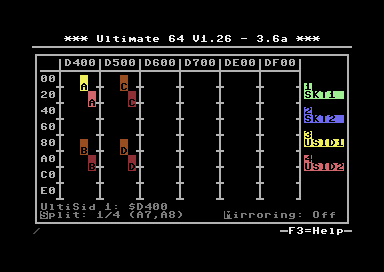 *** Ultimate 64 V1.26 - 3.6a ***
D400 D500 D600 D700 DE00 DF00
00 A C 1
20 A C SKT1
40 2
60 SKT2
80 B D 3
A0 B D USID1
C0 4
E0 USID2
UltiSid 1: $D400
Split: 1/4 (A7,A8) Mirroring: Off
F3=Help